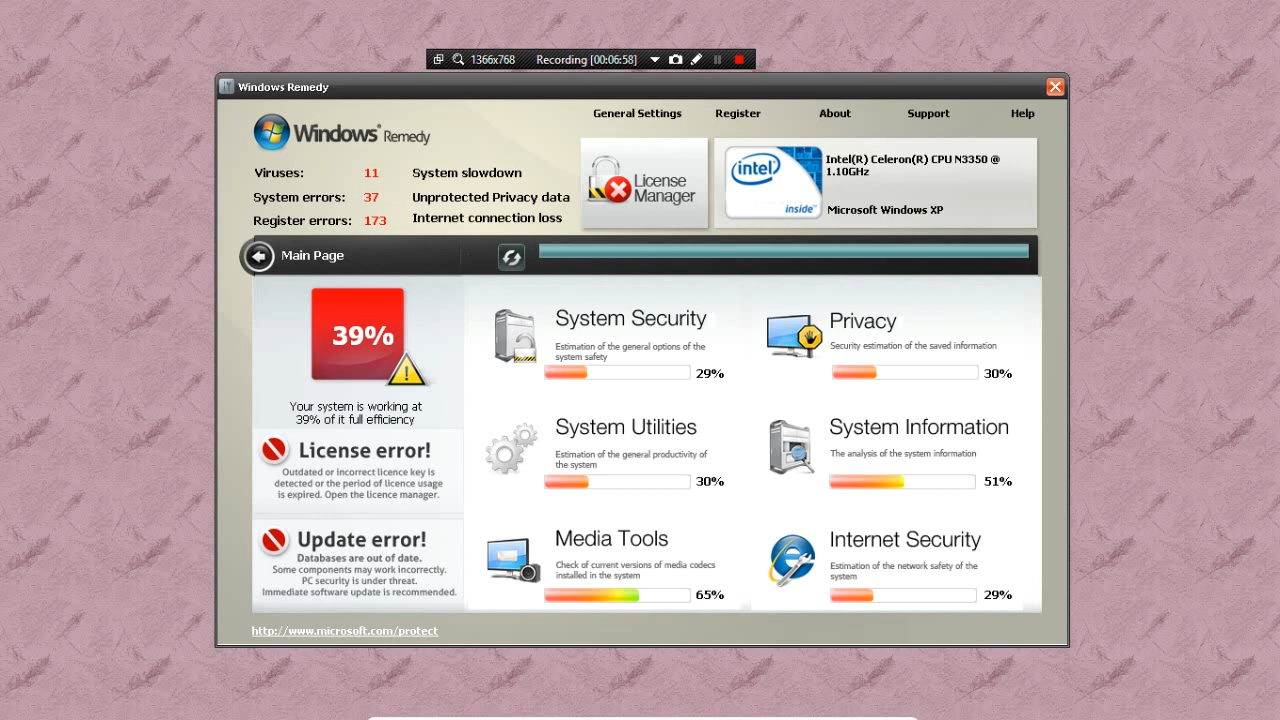 1366x768 Recording [00:06:58]
Windows Remedy
General Settings Register About Support Help
Windows® Remedy
Viruses: 11 System slowdown
System errors: 37 Unprotected Privacy data
Register errors: 173 Internet connection loss
License
Manager
intel
inside™
Intel(R) Celeron(R) CPU N3350 @
1.10GHz
Microsoft Windows XP
Main Page
39%
Your system is working at
39% of it full efficiency
License error!
Outdated or incorrect licence key is
detected or the period of licence usage
is expired. Open the licence manager.
Update error!
Databases are out of date.
Some components may work incorrectly.
PC security is under threat.
Immediate software update is recommended.
System Security
Estimation of the general options of the
system safety
29%
Privacy
Security estimation of the saved information
30%
System Utilities
Estimation of the general productivity of
the system
30%
System Information
The analysis of the system information
51%
Media Tools
Check of current versions of media codecs
installed in the system
65%
Internet Security
Estimation of the network safety of the
system
29%
http://www.microsoft.com/protect